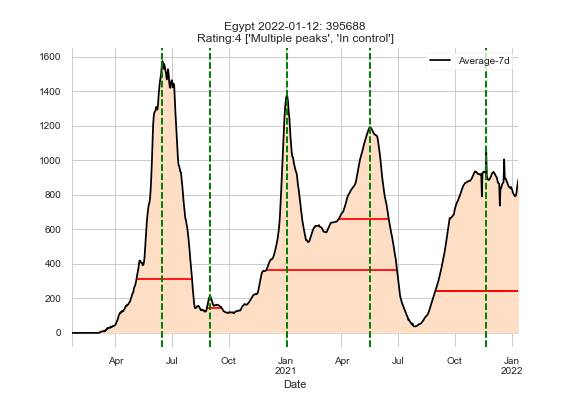 Egypt 2022-01-12: 395688
Rating:4 ['Multiple peaks', 'In control']
Average-7d
1600
1400
1200
1000
800
600
400
200
0
Apr Jul Oct Jan Apr Jul Oct Jan
2021 2022
Date